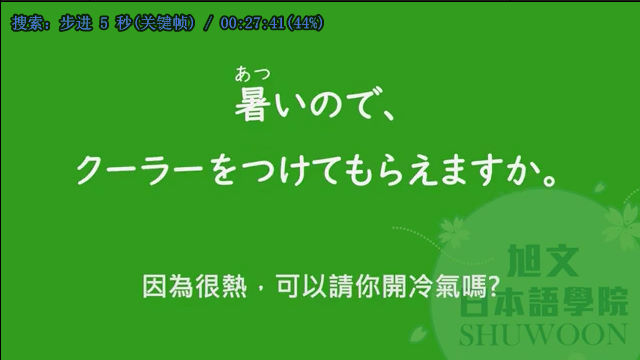 搜索: 步进 5 秒(关键帧) / 00:27:41(44%)
あつ
暑いので、
クーラーをつけてもらえますか。
因為很熱，可以請你開冷氣嗎?
旭文
日本語學院
SHUWOON